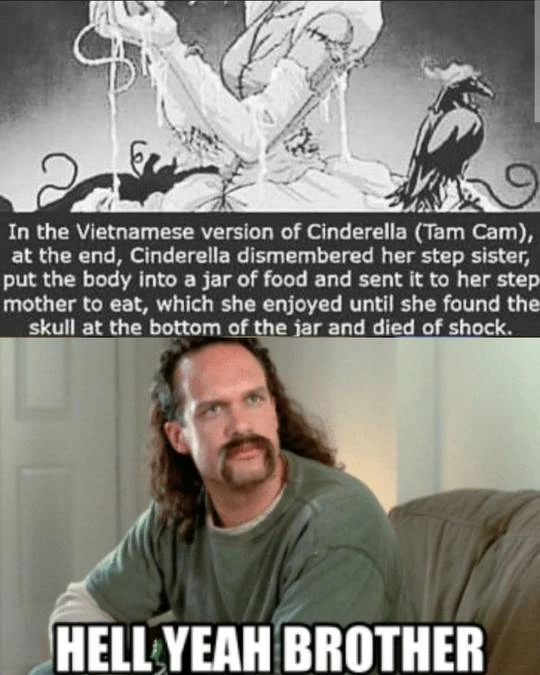 In the Vietnamese version of Cinderella (Tam Cam),
at the end, Cinderella dismembered her step sister,
put the body into a jar of food and sent it to her step
mother to eat, which she enjoyed until she found the
skull at the bottom of the jar and died of shock.
HELL YEAH BROTHER